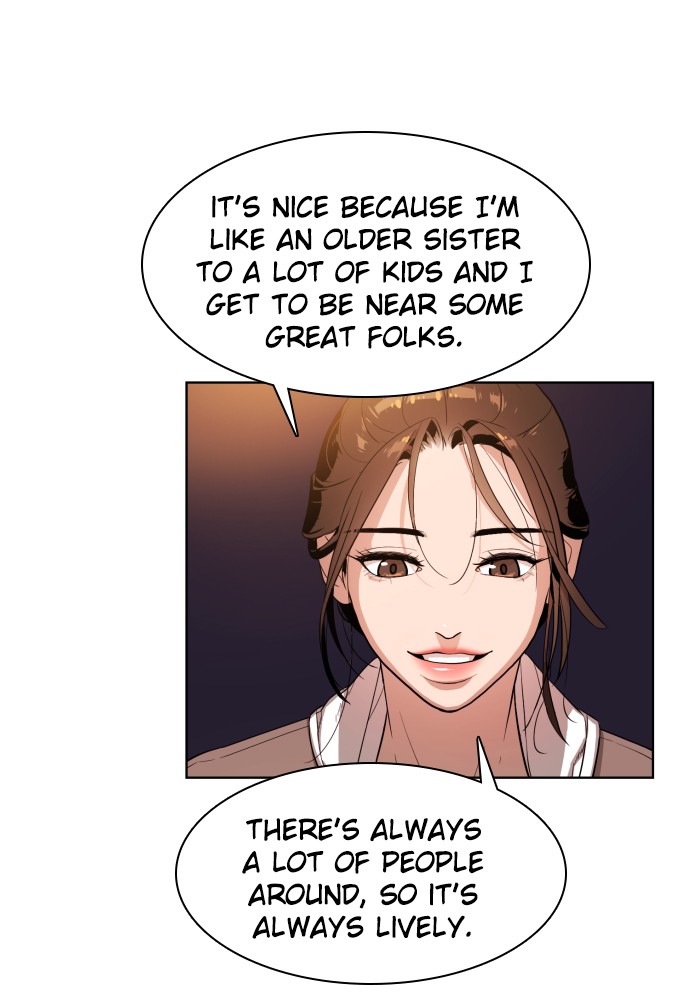 IT'S NICE BECAUSE I'M
LIKE AN OLDER SISTER
TO A LOT OF KIDS AND I
GET TO BE NEAR SOME
GREAT FOLKS.
THERE'S ALWAYS
A LOT OF PEOPLE
AROUND, SO IT'S
ALWAYS LIVELY.